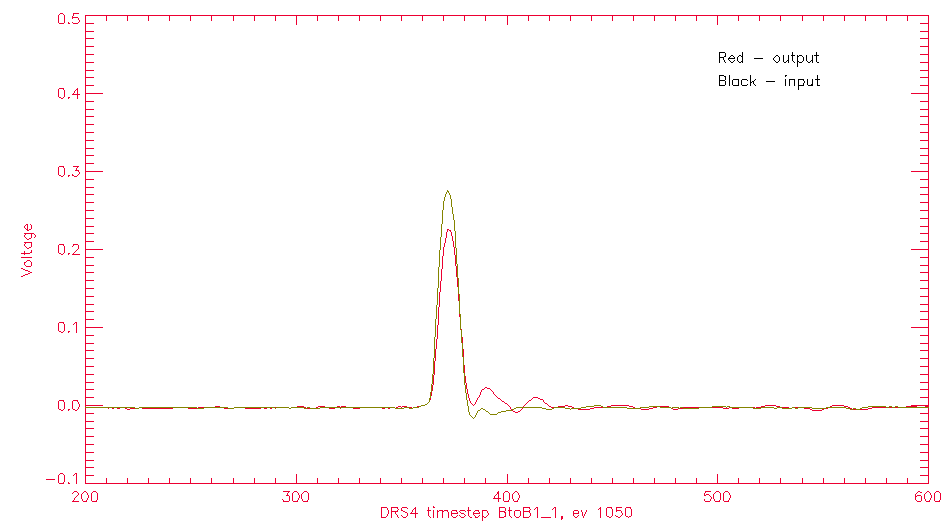 0.5
Red - output
Black - input
0.4
0.3
0.2
Voltage
0.1
0.0
-0.1
200 300 400 500 600
DRS4 timestep BtoB1_1, ev 1050